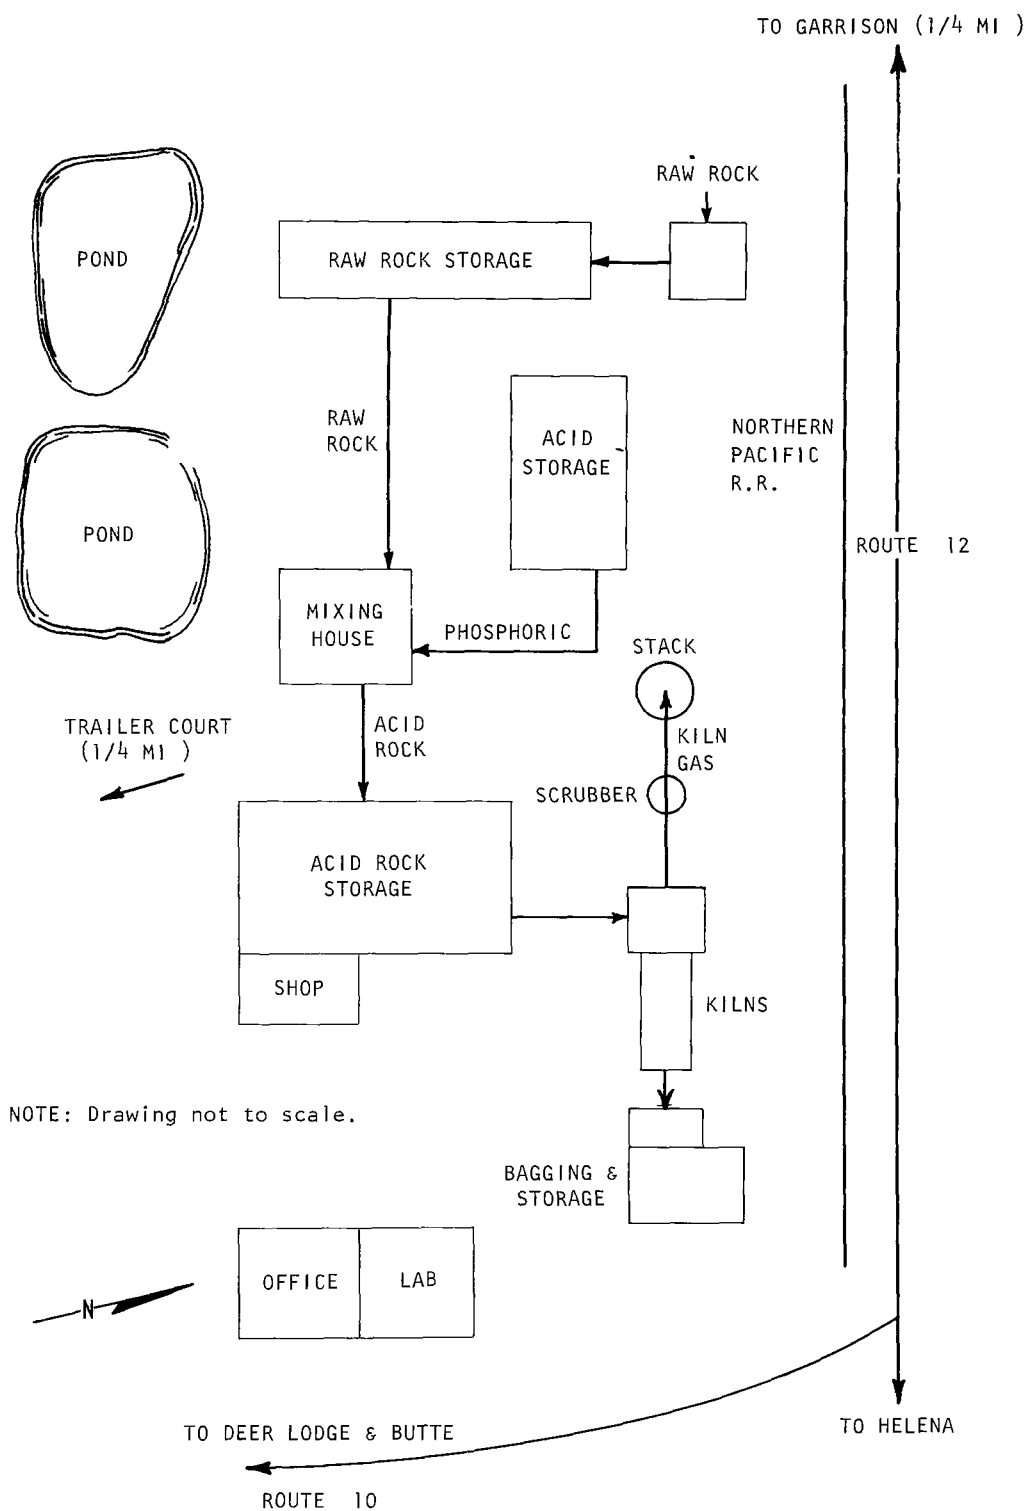 TO GARRISON (1/4 MI )
RAW ROCK
POND
RAW ROCK STORAGE
RAW
ROCK
ACID
STORAGE
NORTHERN
PACIFIC
R.R.
POND
ROUTE 12
MIXING
HOUSE
PHOSPHORIC
STACK
TRAILER COURT
(1/4 MI )
ACID
ROCK
KILN
GAS
SCRUBBER
ACID ROCK
STORAGE
SHOP
KILNS
NOTE: Drawing not to scale.
BAGGING &
STORAGE
OFFICE
LAB
N
TO DEER LODGE & BUTTE
TO HELENA
ROUTE 10